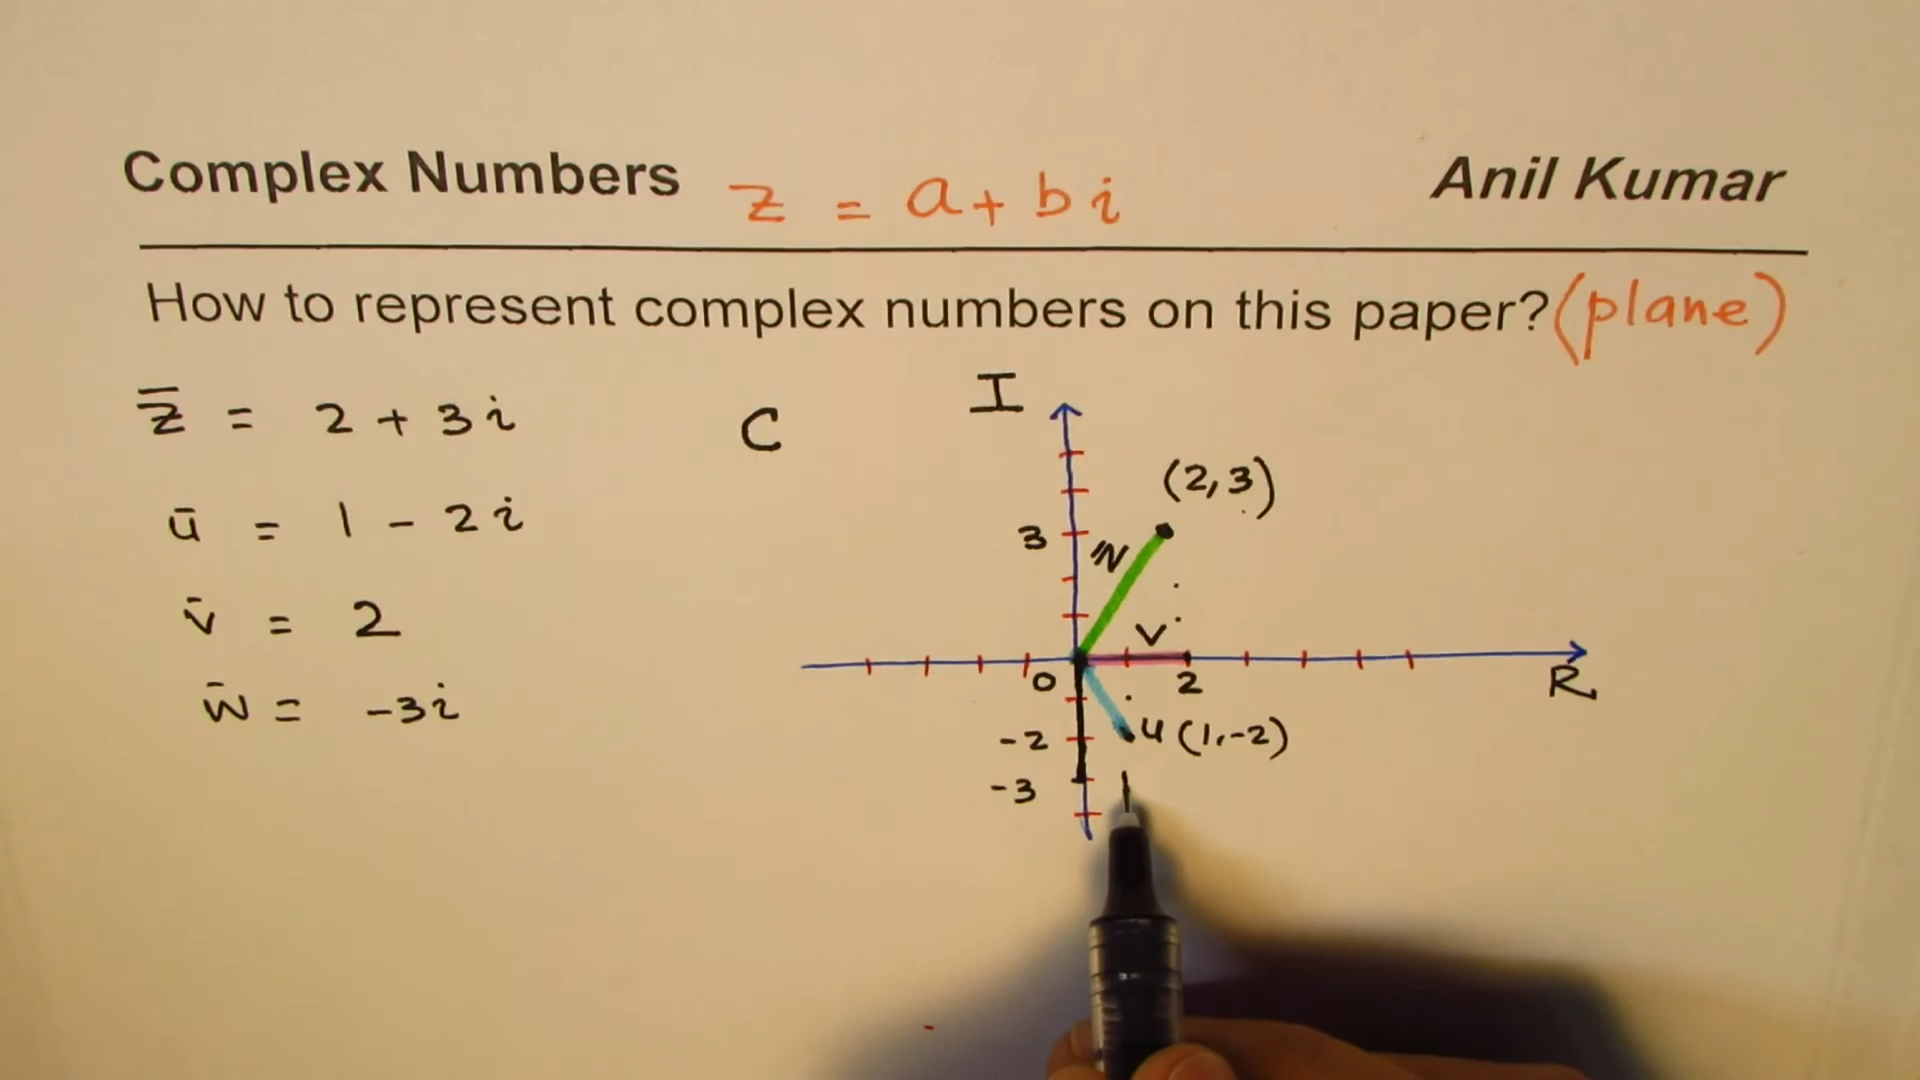 Complex Numbers z = a + bi Anil Kumar
How to represent complex numbers on this paper? (plane)
z̅ = 2 + 3i
ū = 1 - 2i
v̄ = 2
w̄ = -3i
C
I
(2,3)
3
z
V
0
2
R
-2
u (1,-2)
-3